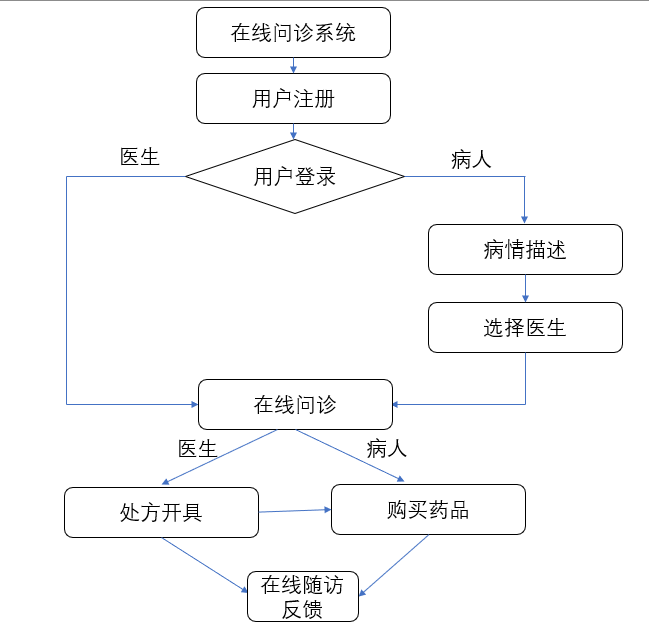 在线问诊系统
用户注册
医生
病人
用户登录
病情描述
选择医生
在线问诊
医生
病人
处方开具
购买药品
在线随访
反馈